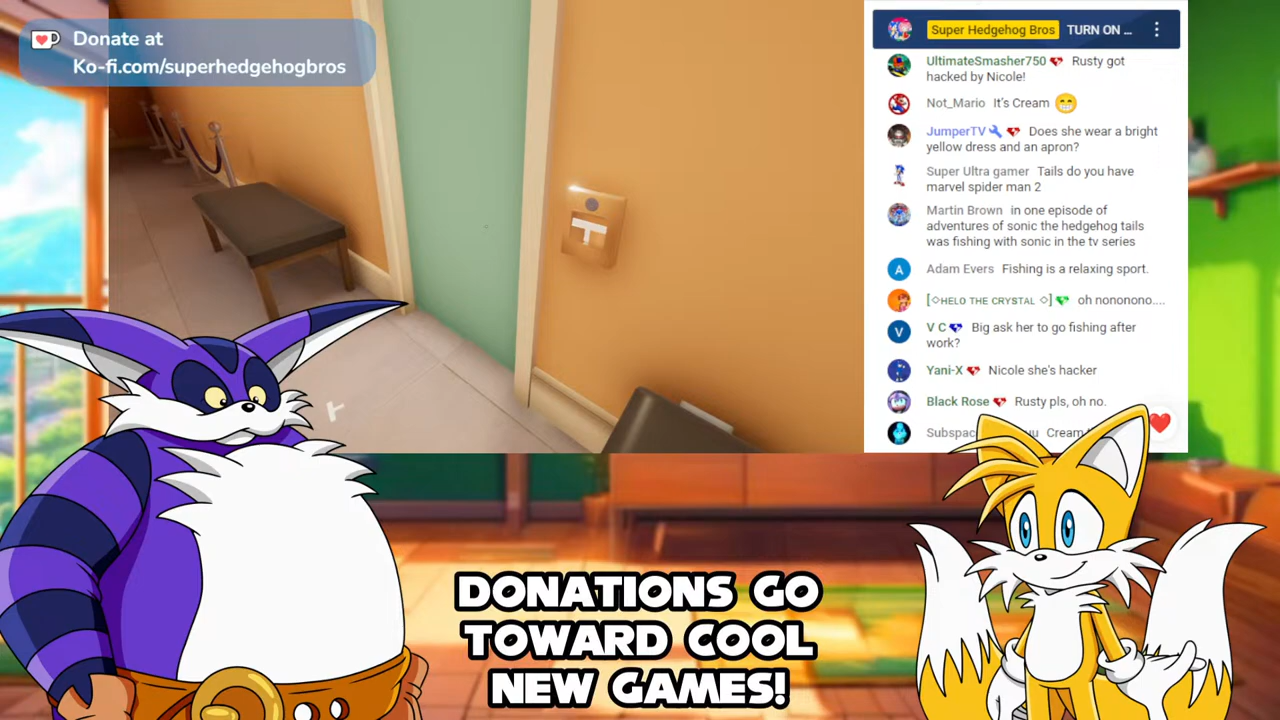 Donate at
Ko-fi.com/superhedgehogbros
Super Hedgehog Bros TURN ON ...
UltimateSmasher750 Rusty got
hacked by Nicole!
Not_Mario It's Cream
JumperTV Does she wear a bright
yellow dress and an apron?
Super Ultra gamer Tails do you have
marvel spider man 2
Martin Brown in one episode of
adventures of sonic the hedgehog tails
was fishing with sonic in the tv series
A Adam Evers Fishing is a relaxing sport.
[◇HELO THE CRYSTAL ◇] oh nonono​no....
V V C Big ask her to go fishing after
work?
Yani-X Nicole she's hacker
Black Rose Rusty pls, oh no.
Cream
DONATIONS GO
TOWARD COOL
NEW GAMES!